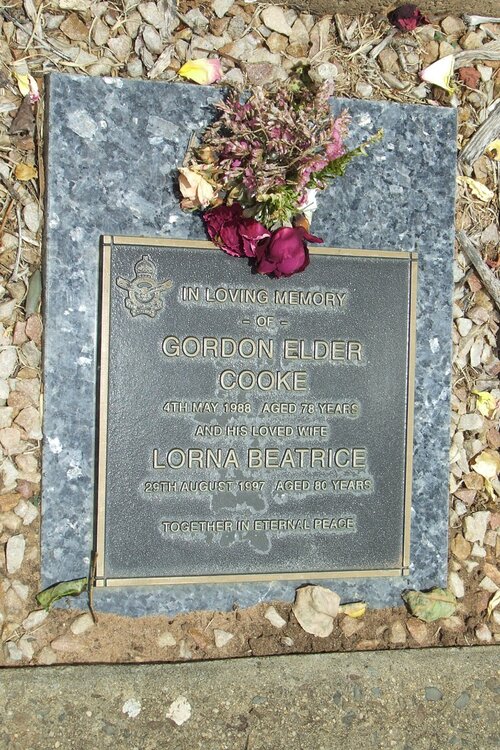 IN LOVING MEMORY
- OF -
GORDON ELDER
COOKE
4TH MAY 1988 AGED 78 YEARS
AND HIS LOVED WIFE
LORNA BEATRICE
29TH AUGUST 1997 AGED 80 YEARS
TOGETHER IN ETERNAL PEACE